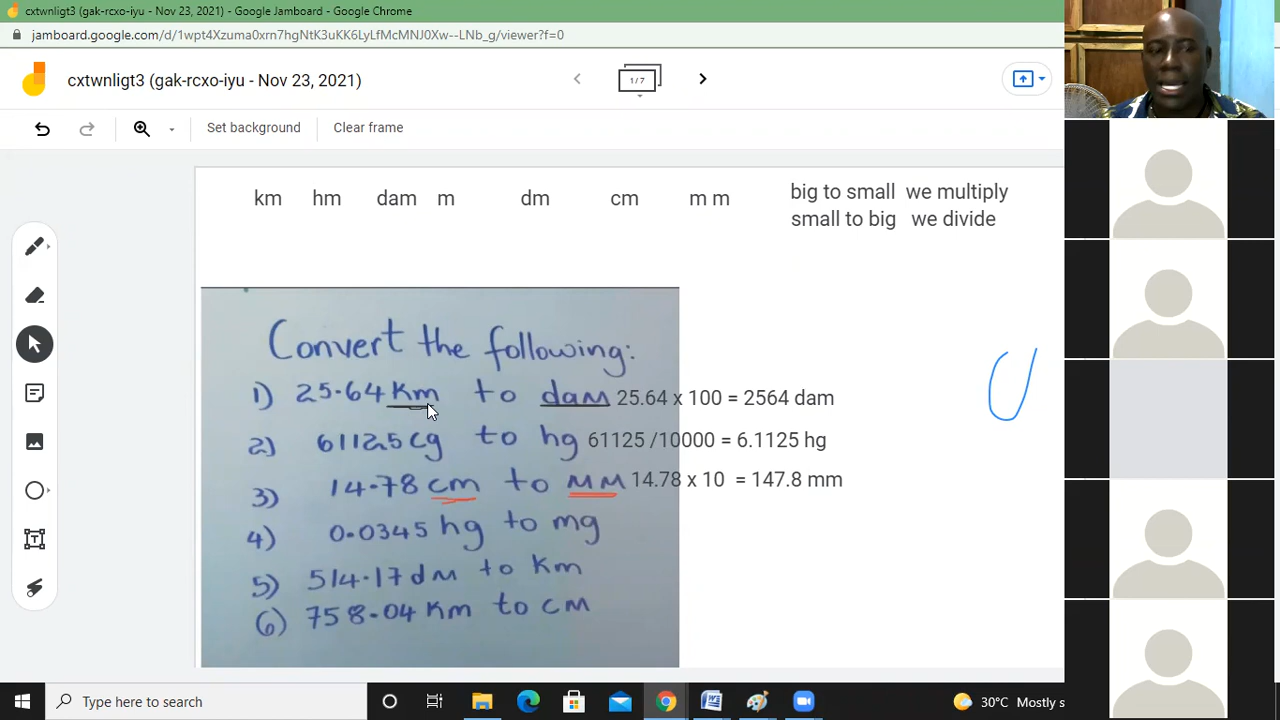 cxtwnligt3 (gak-rcxo-iyu - Nov 23, 2021) - Google Jamboard - Google Chrome
jamboard.google.com/d/1wpt4Xzuma0xrn7hgNtK3uKK6LyLfMcMNJ0Xw--LNb_g/viewer?f=0
cxtwnligt3 (gak-rcxo-iyu - Nov 23, 2021)
1/7
Set background Clear frame
km hm dam m dm cm m m
big to small we multiply
small to big we divide
Convert the following:
1) 25.64 km to dam 25.64 x 100 = 2564 dam
2) 61125 cg to hg 61125 /10000 = 6.1125 hg
3) 14.78 cm to MM 14.78 x 10 = 147.8 mm
4) 0.0345 hg to mg
5) 514.17 dm to km
6) 758.04 km to cm
Type here to search
30°C Mostly s